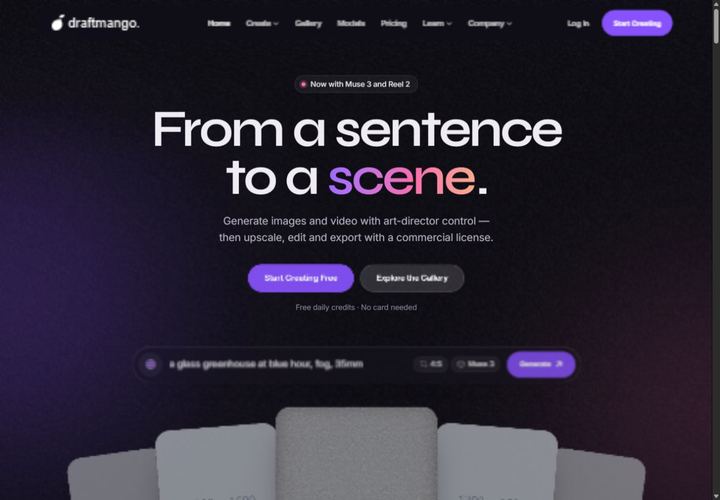 draftmango.
Home
Create
Gallery
Models
Pricing
Learn
Company
Log In
Start Creating
Now with Muse 3 and Reel 2
From a sentence
to a scene.
Generate images and video with art-director control —
then upscale, edit and export with a commercial license.
Start Creating Free
Explore the Gallery
Free daily credits · No card needed
a glass greenhouse at blue hour, fog, 35mm
4:5
Muse 3
Generate